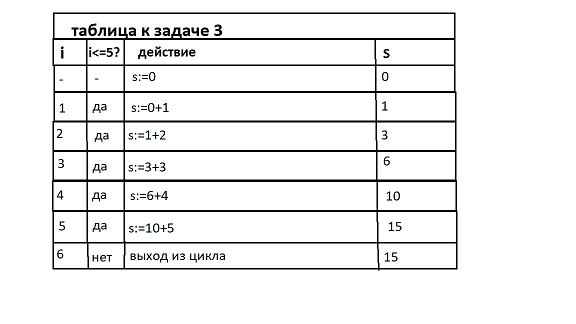 таблица к задаче 3
i i<=5? действие s
- - s:=0 0
1 да s:=0+1 1
2 да s:=1+2 3
3 да s:=3+3 6
4 да s:=6+4 10
5 да s:=10+5 15
6 нет выход из цикла 15